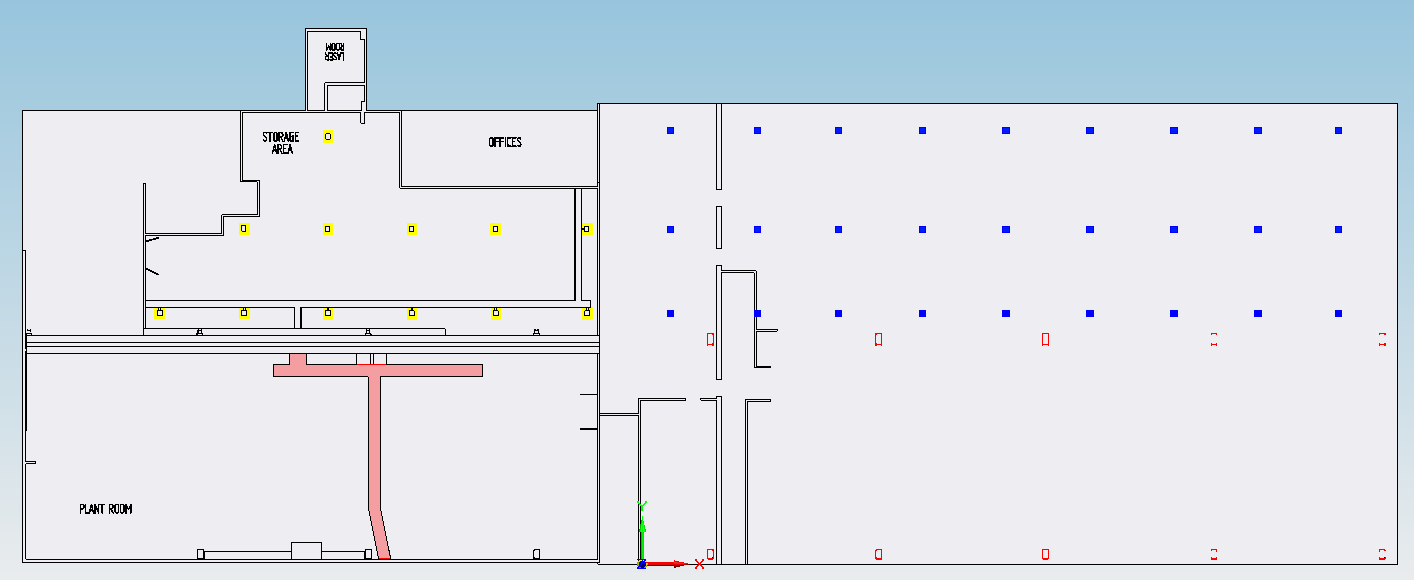 LASER
ROOM
STORAGE
AREA
OFFICES
PLANT ROOM
Y
X